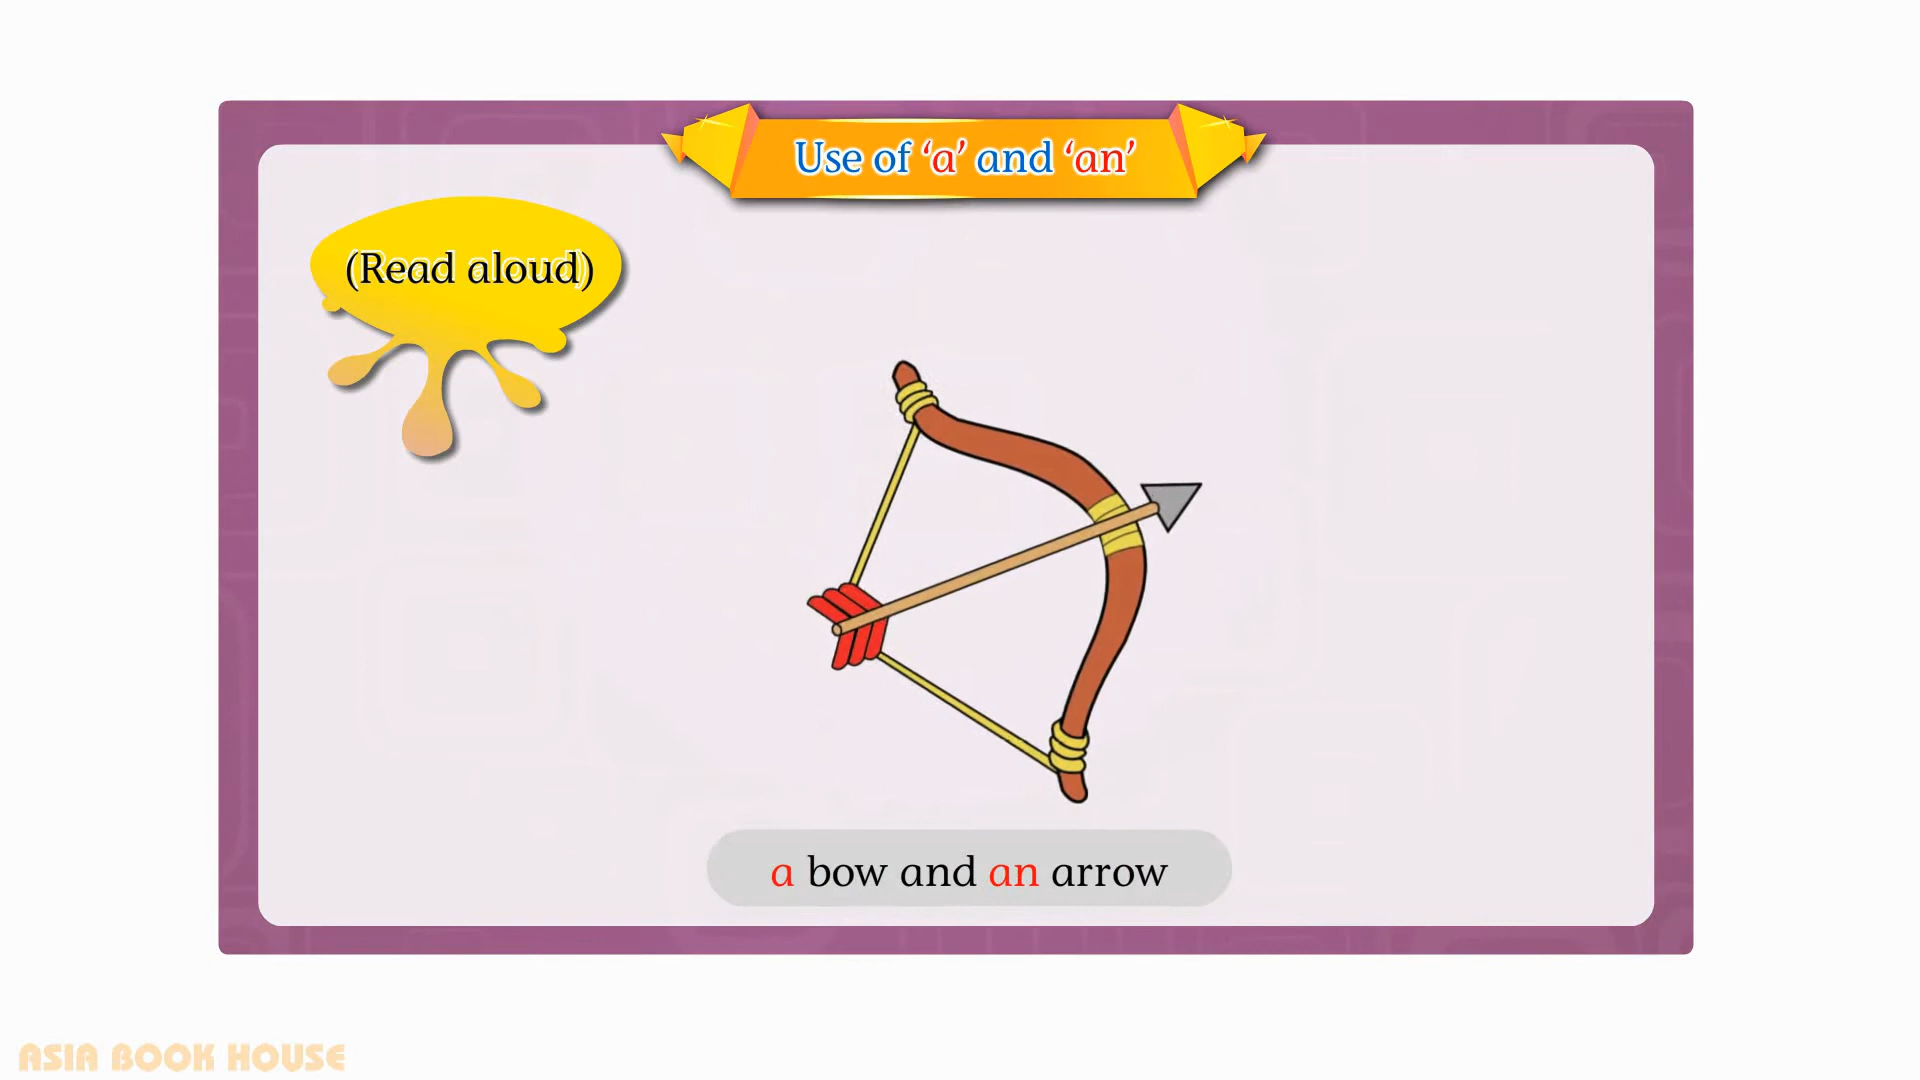 Use of ‘a’ and ‘an’
(Read aloud)
a bow and an arrow
ASIA BOOK HOUSE